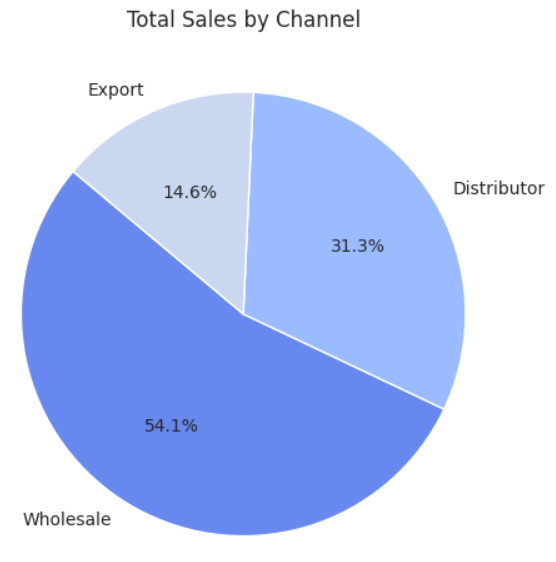 Total Sales by Channel
Export
Distributor
14.6%
31.3%
54.1%
Wholesale